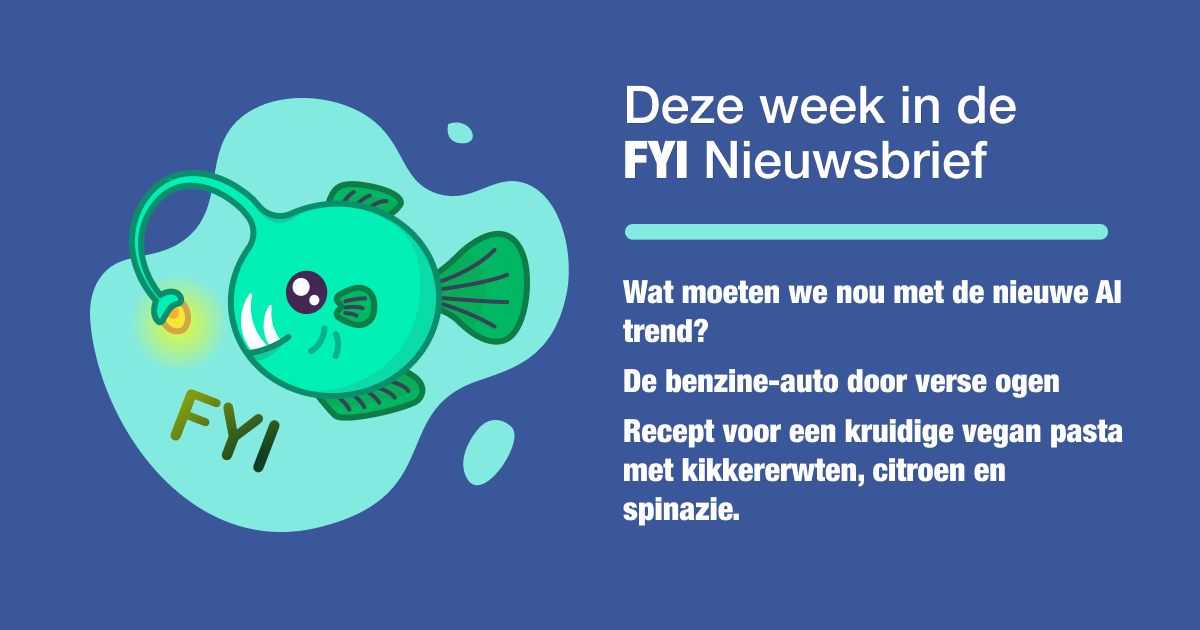 Deze week in de
FYI Nieuwsbrief
Wat moeten we nou met de nieuwe AI
trend?
De benzine-auto door verse ogen
Recept voor een kruidige vegan pasta
met kikkererwten, citroen en
spinazie.
FYI